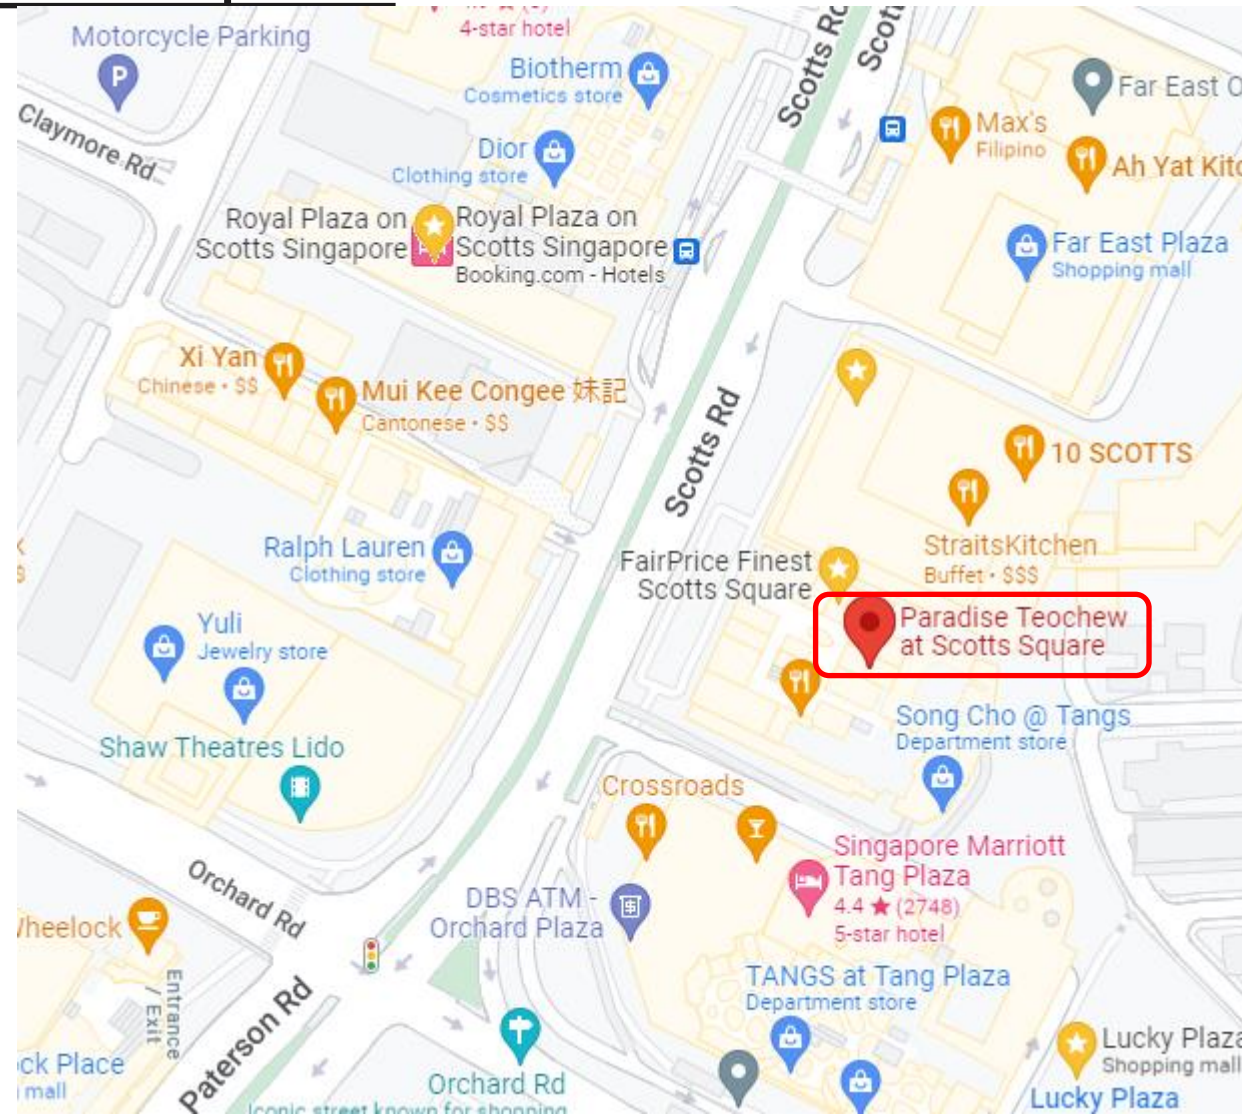 4-star hotel
Motorcycle Parking
P
Biotherm
Cosmetics store
Scotts Rd
Claymore Rd
Far East
Max's
Filipino
Dior
Clothing store
Ah Yat
Royal Plaza on
Scotts Singapore
Royal Plaza on
Scotts Singapore
Booking.com - Hotels
Far East Plaza
Shopping mall
Xi Yan
Chinese • $$
Mui Kee Congee 妹記
Cantonese • $$
Scotts Rd
10 SCOTTS
StraitsKitchen
Buffet • $$$
Ralph Lauren
Clothing store
FairPrice Finest
Scotts Square
Paradise Teochew
at Scotts Square
Yuli
Jewelry store
Song Cho @ Tangs
Department store
Shaw Theatres Lido
Crossroads
Singapore Marriott
Tang Plaza
4.4 ★ (2748)
5-star hotel
Orchard Rd
DBS ATM -
Orchard Plaza
$
Entrance
/ Exit
TANGS at Tang Plaza
Department store
Paterson Rd
Lucky Plaza
Shopping mall
Place
mall
Orchard Rd
Iconic street known for shopping
Lucky Plaza